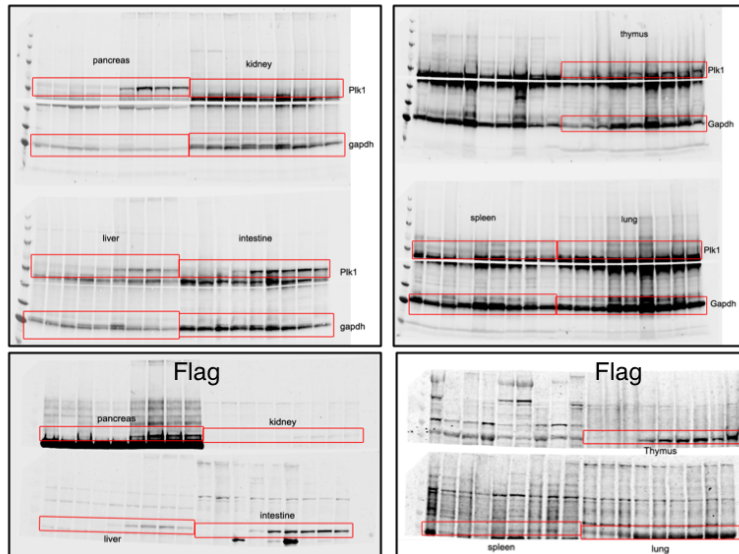 pancreas
kidney
Plk1
gapdh
liver
intestine
Plk1
gapdh
thymus
Plk1
Gapdh
spleen
lung
Plk1
Gapdh
Flag
pancreas
kidney
intestine
liver
Flag
Thymus
spleen
lung